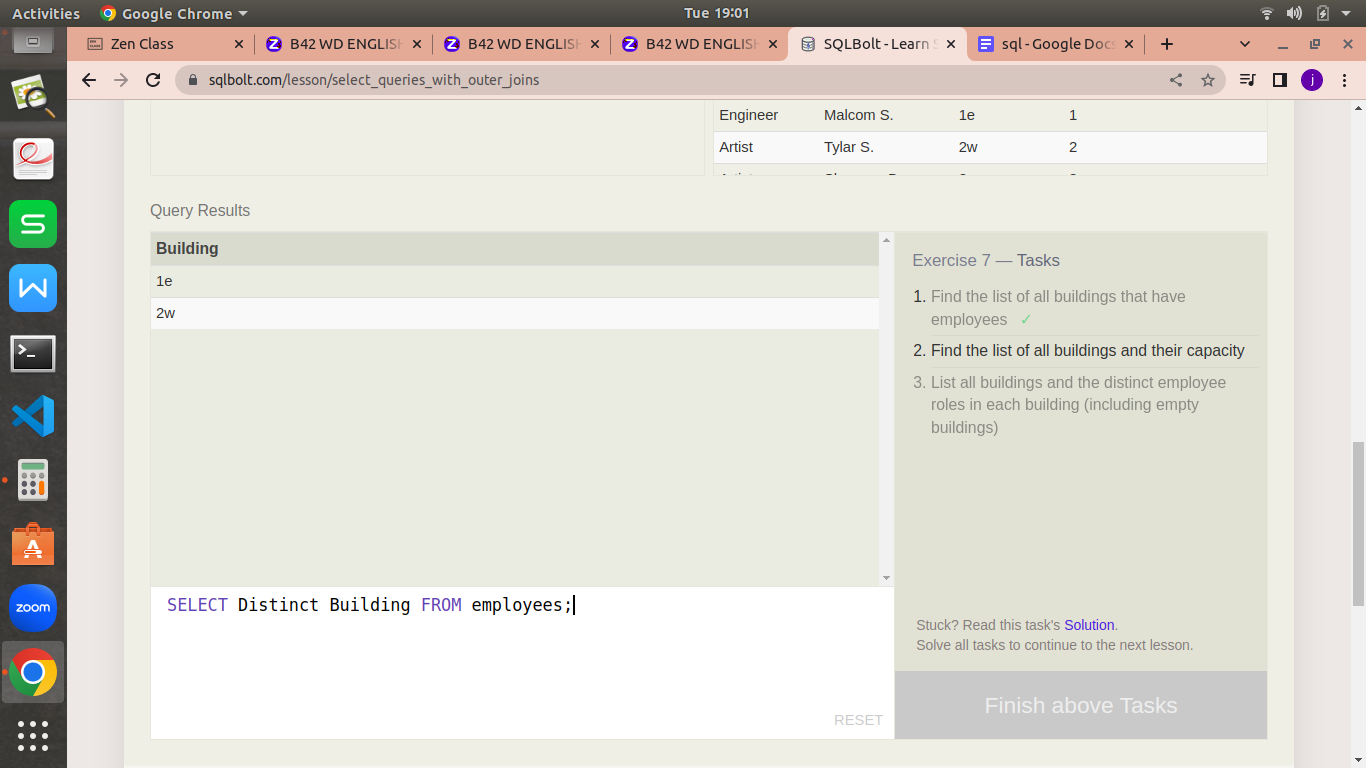 Activities Google Chrome Tue 19:01
Zen Class B42 WD ENGLISH B42 WD ENGLISH B42 WD ENGLISH SQLBolt - Learn S sql - Google Docs
sqlbolt.com/lesson/select_queries_with_outer_joins j
Engineer Malcom S. 1e 1
Artist Tylar S. 2w 2
Query Results
Building
1e
2w
Exercise 7 — Tasks
1. Find the list of all buildings that have
employees ✓
2. Find the list of all buildings and their capacity
3. List all buildings and the distinct employee
roles in each building (including empty
buildings)
SELECT Distinct Building FROM employees;
RESET
Stuck? Read this task's Solution.
Solve all tasks to continue to the next lesson.
Finish above Tasks
zoom